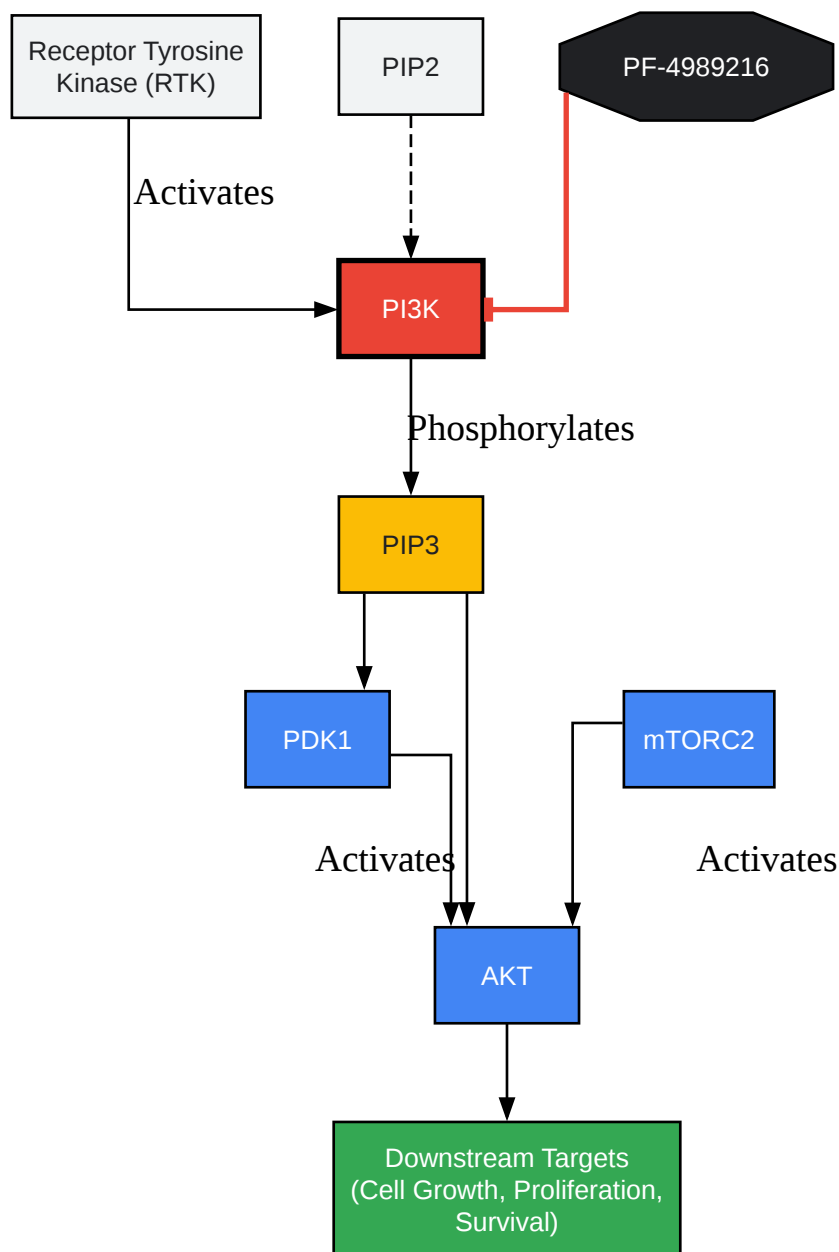 Receptor Tyrosine
Kinase (RTK)
PIP2
PF-4989216
Activates
PI3K
Phosphorylates
PIP3
PDK1
mTORC2
Activates
Activates
AKT
Downstream Targets
(Cell Growth, Proliferation,
Survival)